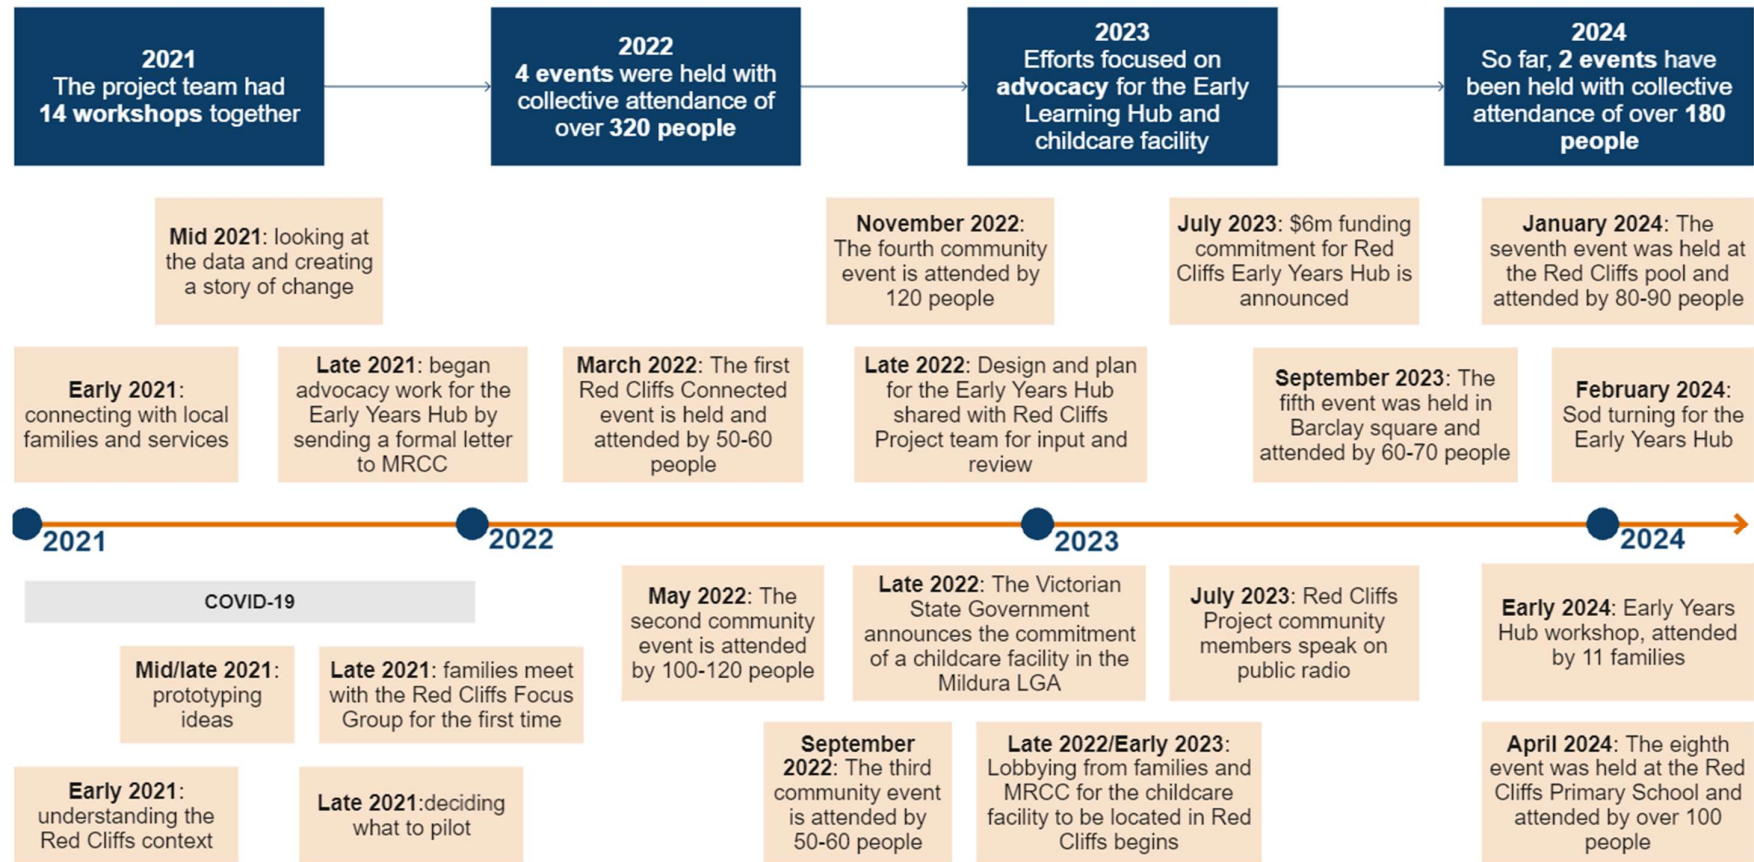 2021
The project team had
14 workshops together
2022
4 events were held with
collective attendance of
over 320 people
2023
Efforts focused on
advocacy for the Early
Learning Hub and
childcare facility
2024
So far, 2 events have
been held with collective
attendance of over 180
people
Mid 2021: looking at
the data and creating
a story of change
November 2022:
The fourth community
event is attended by
120 people
July 2023: $6m funding
commitment for Red
Cliffs Early Years Hub is
announced
January 2024: The
seventh event was held at
the Red Cliffs pool and
attended by 80-90 people
Early 2021:
connecting with local
families and services
Late 2021: began
advocacy work for the
Early Years Hub by
sending a formal letter
to MRCC
March 2022: The first
Red Cliffs Connected
event is held and
attended by 50-60
people
Late 2022: Design and plan
for the Early Years Hub
shared with Red Cliffs
Project team for input and
review
September 2023: The
fifth event was held in
Barclay square and
attended by 60-70 people
February 2024:
Sod turning for the
Early Years Hub
2021
2022
2023
2024
COVID-19
May 2022: The
second community
event is attended
by 100-120 people
Late 2022: The Victorian
State Government
announces the commitment
of a childcare facility in the
Mildura LGA
July 2023: Red Cliffs
Project community
members speak on
public radio
Early 2024: Early Years
Hub workshop, attended
by 11 families
Mid/late 2021:
prototyping
ideas
Late 2021: families meet
with the Red Cliffs Focus
Group for the first time
September
2022: The third
community event
is attended by
50-60 people
Late 2022/Early 2023:
Lobbying from families and
MRCC for the childcare
facility to be located in Red
Cliffs begins
April 2024: The eighth
event was held at the Red
Cliffs Primary School and
attended by over 100
people
Early 2021:
understanding the
Red Cliffs context
Late 2021:deciding
what to pilot